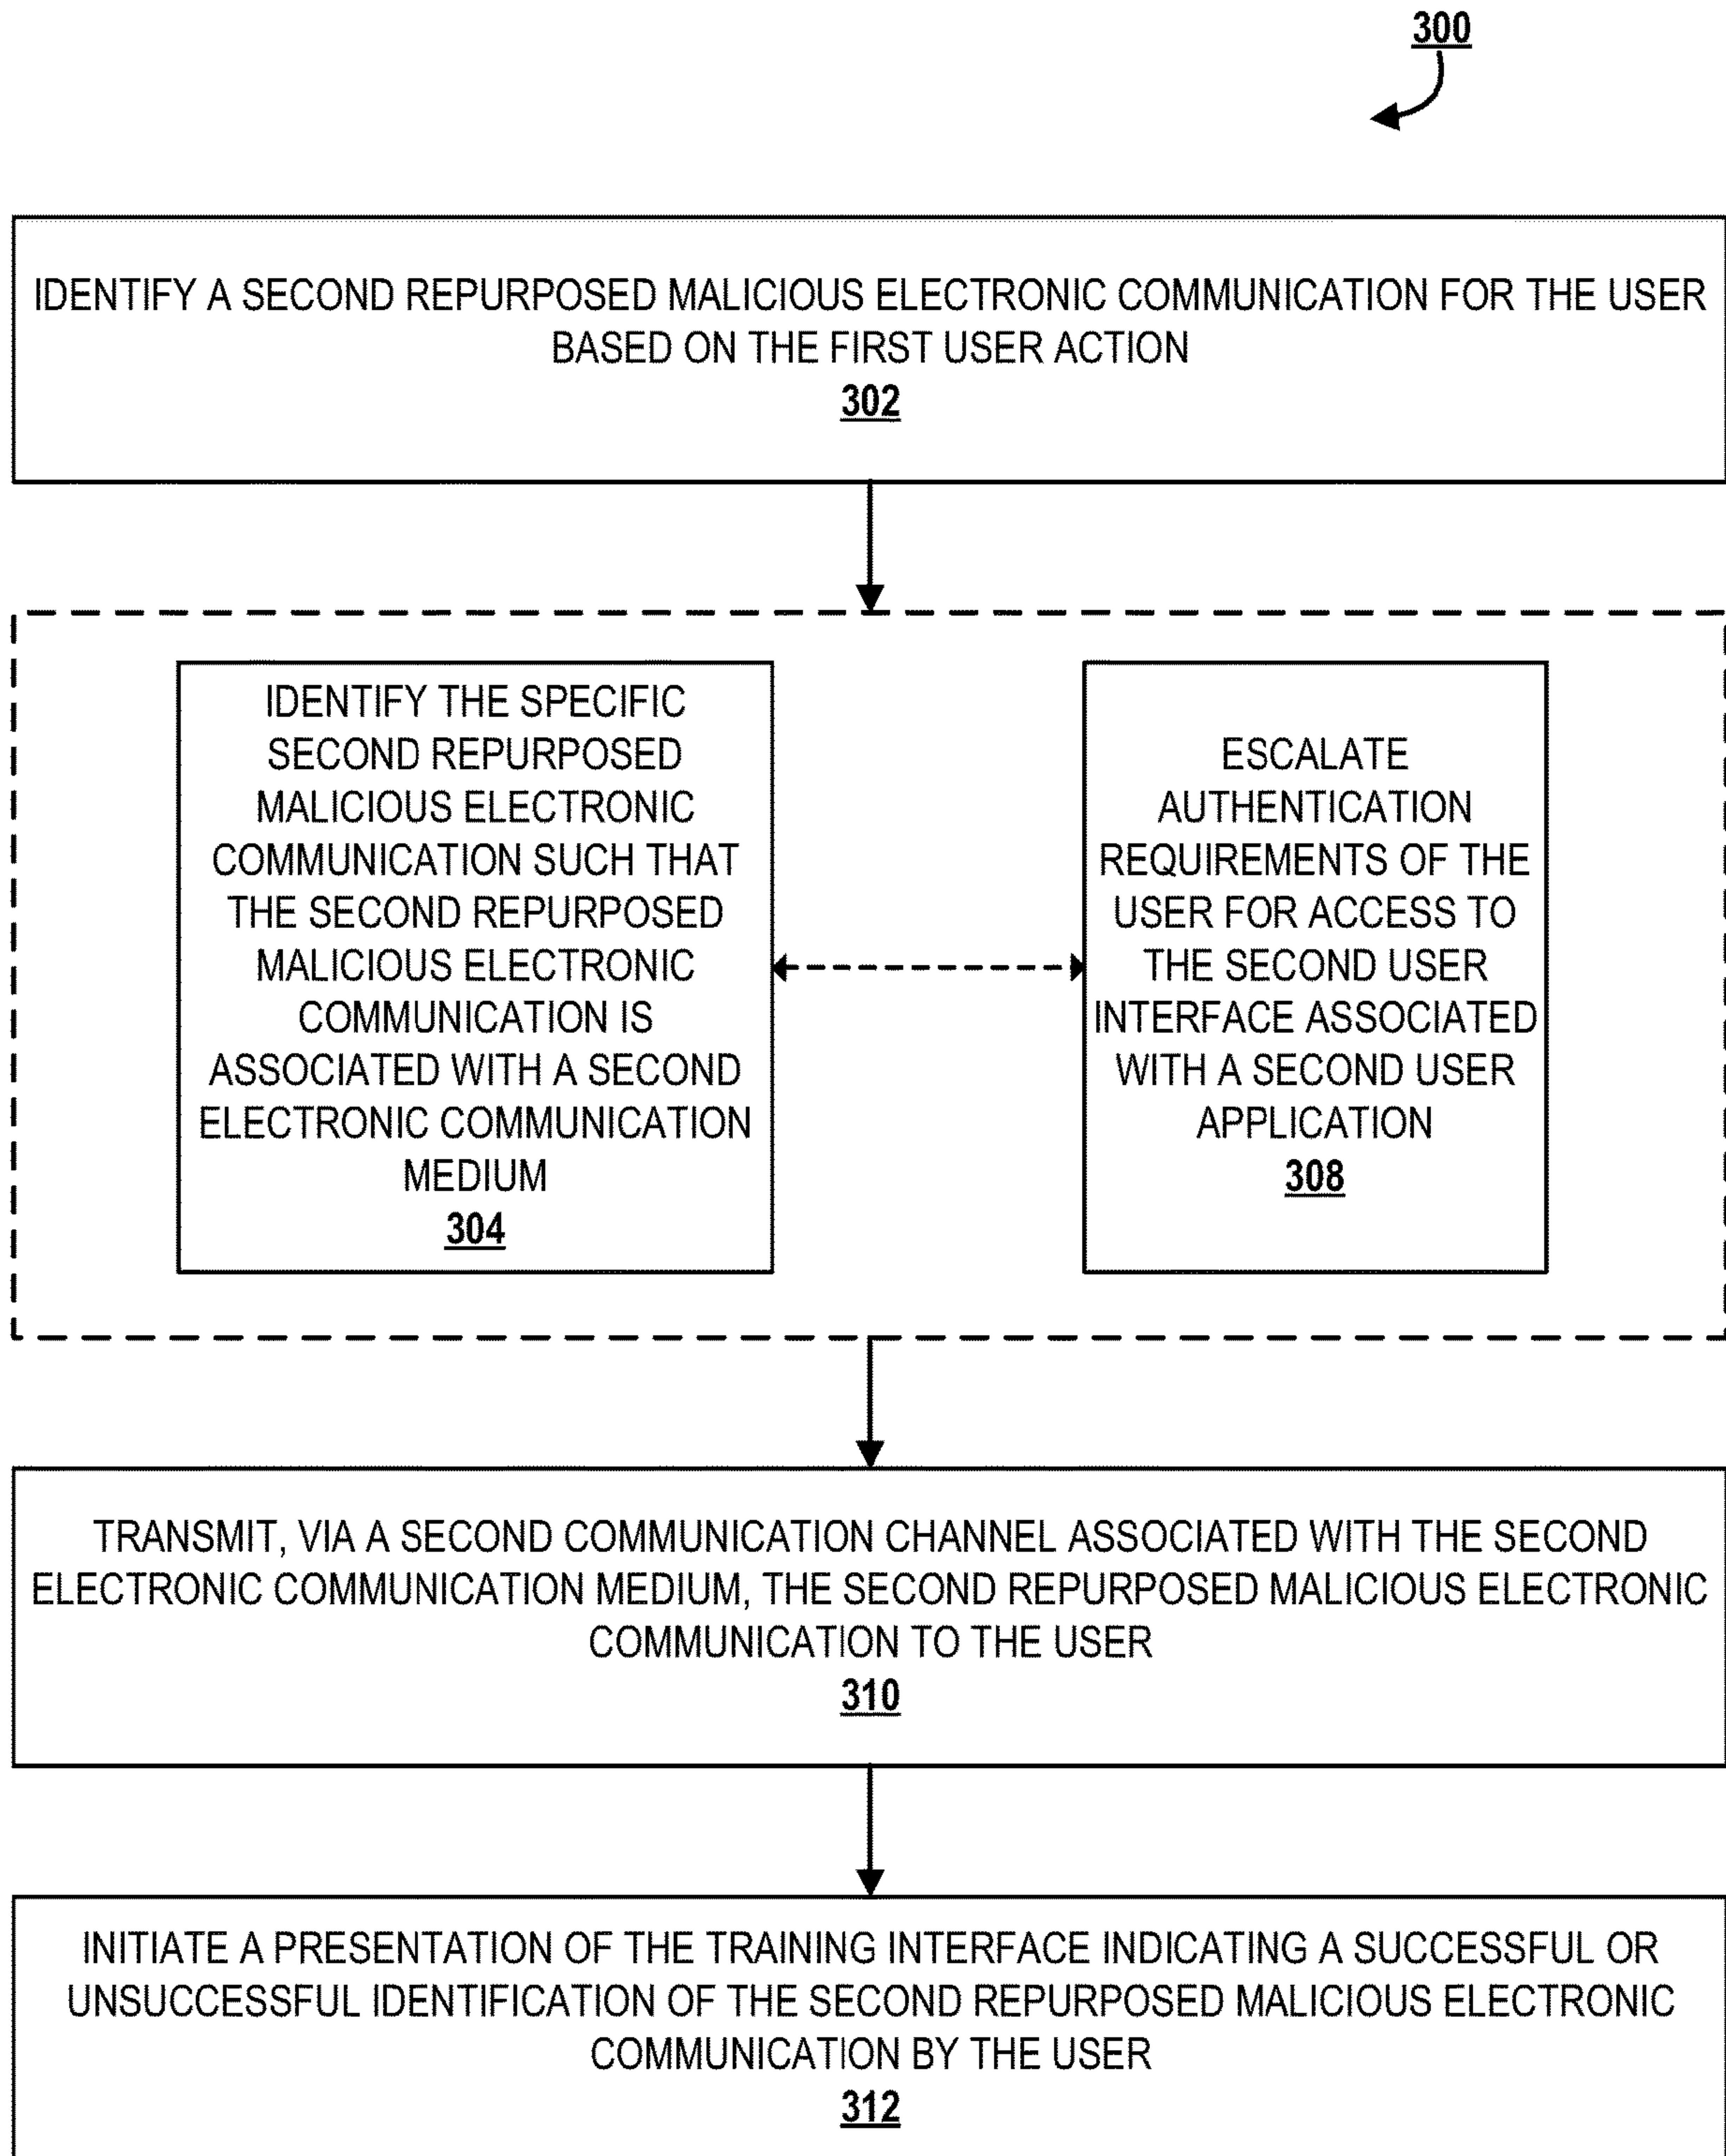 300
IDENTIFY A SECOND REPURPOSED MALICIOUS ELECTRONIC COMMUNICATION FOR THE USER
BASED ON THE FIRST USER ACTION
302
IDENTIFY THE SPECIFIC
SECOND REPURPOSED
MALICIOUS ELECTRONIC
COMMUNICATION SUCH THAT
THE SECOND REPURPOSED
MALICIOUS ELECTRONIC
COMMUNICATION IS
ASSOCIATED WITH A SECOND
ELECTRONIC COMMUNICATION
MEDIUM
304
ESCALATE
AUTHENTICATION
REQUIREMENTS OF THE
USER FOR ACCESS TO
THE SECOND USER
INTERFACE ASSOCIATED
WITH A SECOND USER
APPLICATION
308
TRANSMIT, VIA A SECOND COMMUNICATION CHANNEL ASSOCIATED WITH THE SECOND
ELECTRONIC COMMUNICATION MEDIUM, THE SECOND REPURPOSED MALICIOUS ELECTRONIC
COMMUNICATION TO THE USER
310
INITIATE A PRESENTATION OF THE TRAINING INTERFACE INDICATING A SUCCESSFUL OR
UNSUCCESSFUL IDENTIFICATION OF THE SECOND REPURPOSED MALICIOUS ELECTRONIC
COMMUNICATION BY THE USER
312